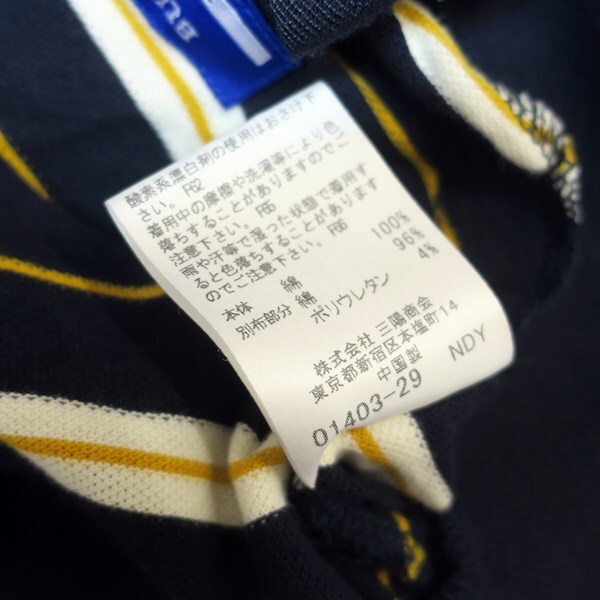 BU
酸素系漂白剤の使用はおさけ下
さい。F02
着用中の摩擦や洗濯等により色
落ちすることがありますのでご
注意下さい。F05
雨や汗等で湿った状態で着用す
ると色落ちすることがあります
のでご注意下さい。F06
本体 綿 100%
別布部分 綿 96%
ポリウレタン 4%
株式会社 三陽商会
東京都新宿区本塩町14
中国製 NDY
01403-29